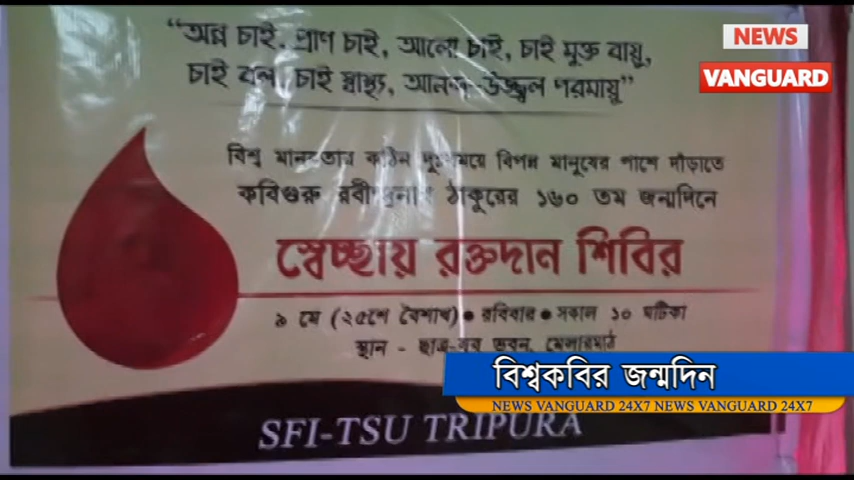 “অন্ন চাই, প্রাণ চাই, আলো চাই, চাই মুক্ত বায়ু,
চাই বল, চাই স্বাস্থ্য, আনন্দ-উজ্জ্বল পরমায়ু”
NEWS
VANGUARD
বিশ্ব মানবতার কঠিন দুঃসময়ে বিপন্ন মানুষের পাশে দাঁড়াতে
কবিগুরু রবীন্দ্রনাথ ঠাকুরের ১৬০ তম জন্মদিনে
স্বেচ্ছায় রক্তদান শিবির
৯ মে (২৫শে বৈশাখ) • রবিবার • সকাল ১০ ঘটিকা
স্থান - ছাত্র-যুব ভবন, মেলারমাঠ
বিশ্বকবির জন্মদিন
NEWS VANGUARD 24X7 NEWS VANGUARD 24X7
SFI-TSU TRIPURA